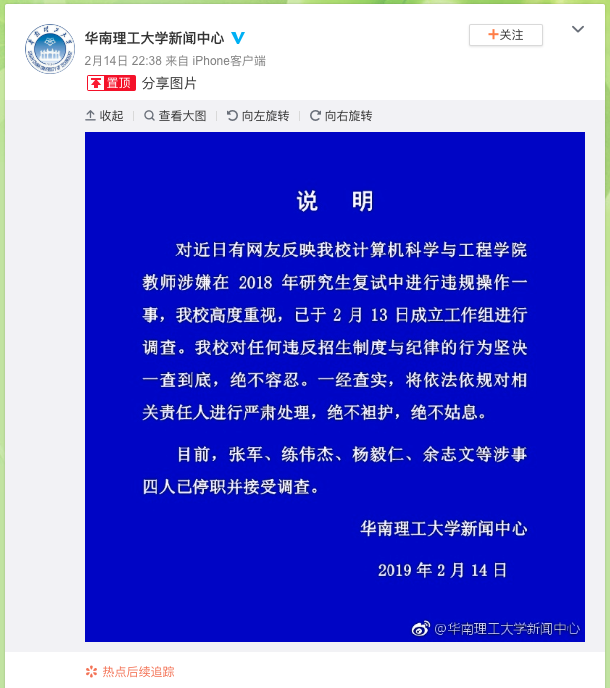 华南理工大学新闻中心
+关注
2月14日 22:38 来自 iPhone客户端
置顶 分享图片
收起 查看大图 向左旋转 向右旋转
说 明
对近日有网友反映我校计算机科学与工程学院
教师涉嫌在 2018 年研究生复试中进行违规操作一
事，我校高度重视，已于 2 月 13 日成立工作组进行
调查。我校对任何违反招生制度与纪律的行为坚决
一查到底，绝不容忍。一经查实，将依法依规对相
关责任人进行严肃处理，绝不袒护，绝不姑息。
目前，张军、练伟杰、杨毅仁、余志文等涉事
四人已停职并接受调查。
华南理工大学新闻中心
2019 年 2 月 14 日
@华南理工大学新闻中心
热点后续追踪